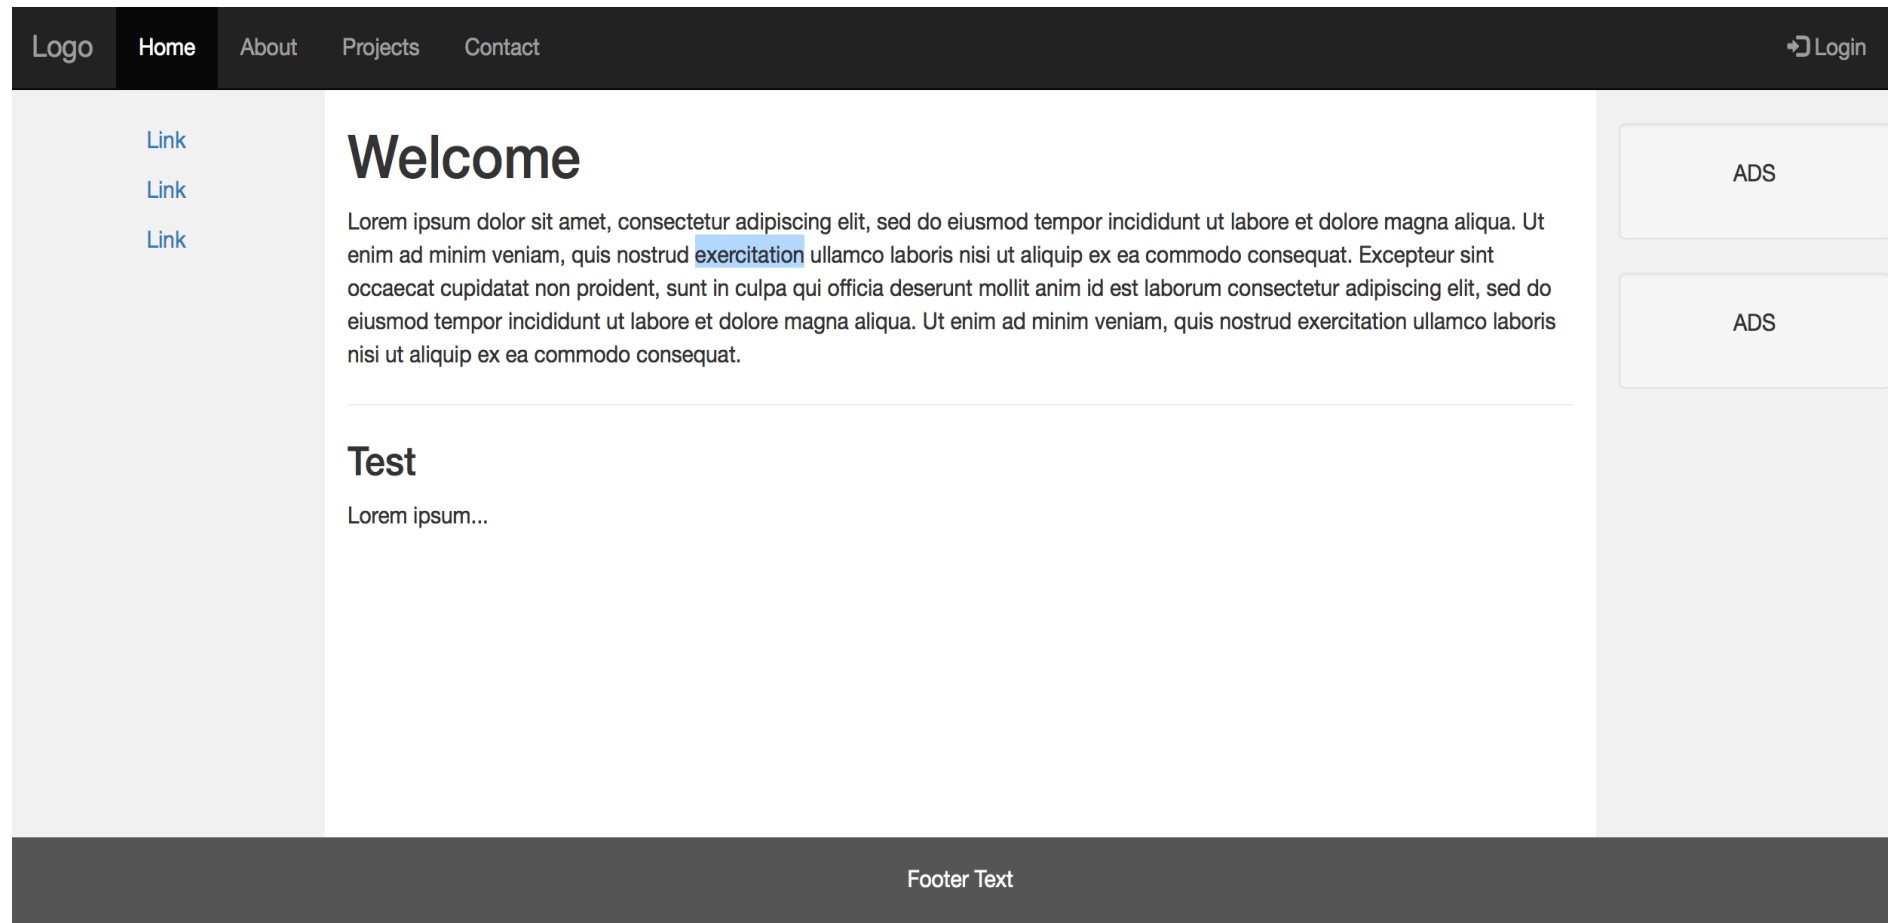 Logo Home About Projects Contact Login
Link
Link
Link
Welcome
Lorem ipsum dolor sit amet, consectetur adipiscing elit, sed do eiusmod tempor incididunt ut labore et dolore magna aliqua. Ut
enim ad minim veniam, quis nostrud exercitation ullamco laboris nisi ut aliquip ex ea commodo consequat. Excepteur sint
occaecat cupidatat non proident, sunt in culpa qui officia deserunt mollit anim id est laborum consectetur adipiscing elit, sed do
eiusmod tempor incididunt ut labore et dolore magna aliqua. Ut enim ad minim veniam, quis nostrud exercitation ullamco laboris
nisi ut aliquip ex ea commodo consequat.
Test
Lorem ipsum...
ADS
ADS
Footer Text